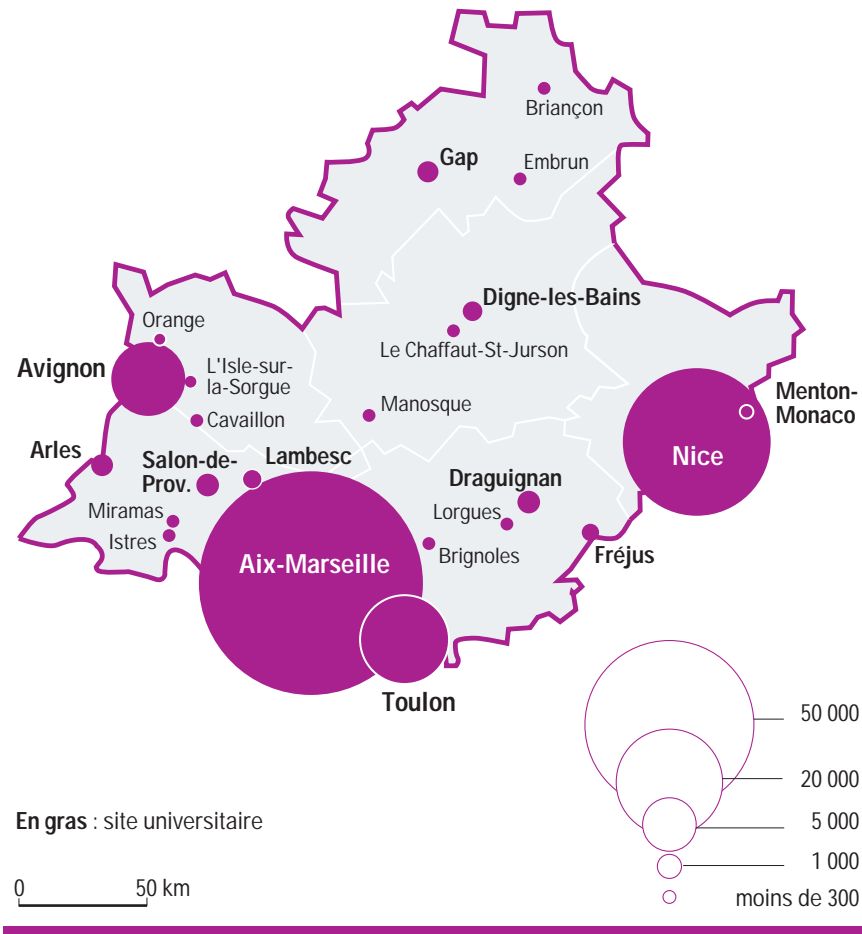 Briançon
Gap
Embrun
Digne-les-Bains
Orange
Le Chaffaut-St-Jurson
Avignon
L'Isle-sur-
la-Sorgue
Menton-
Monaco
Manosque
Cavaillon
Arles
Salon-de-
Prov.
Lambesc
Nice
Draguignan
Miramas
Lorgues
Istres
Aix-Marseille
Brignoles
Fréjus
Toulon
50 000
20 000
5 000
1 000
moins de 300
En gras : site universitaire
0 50 km